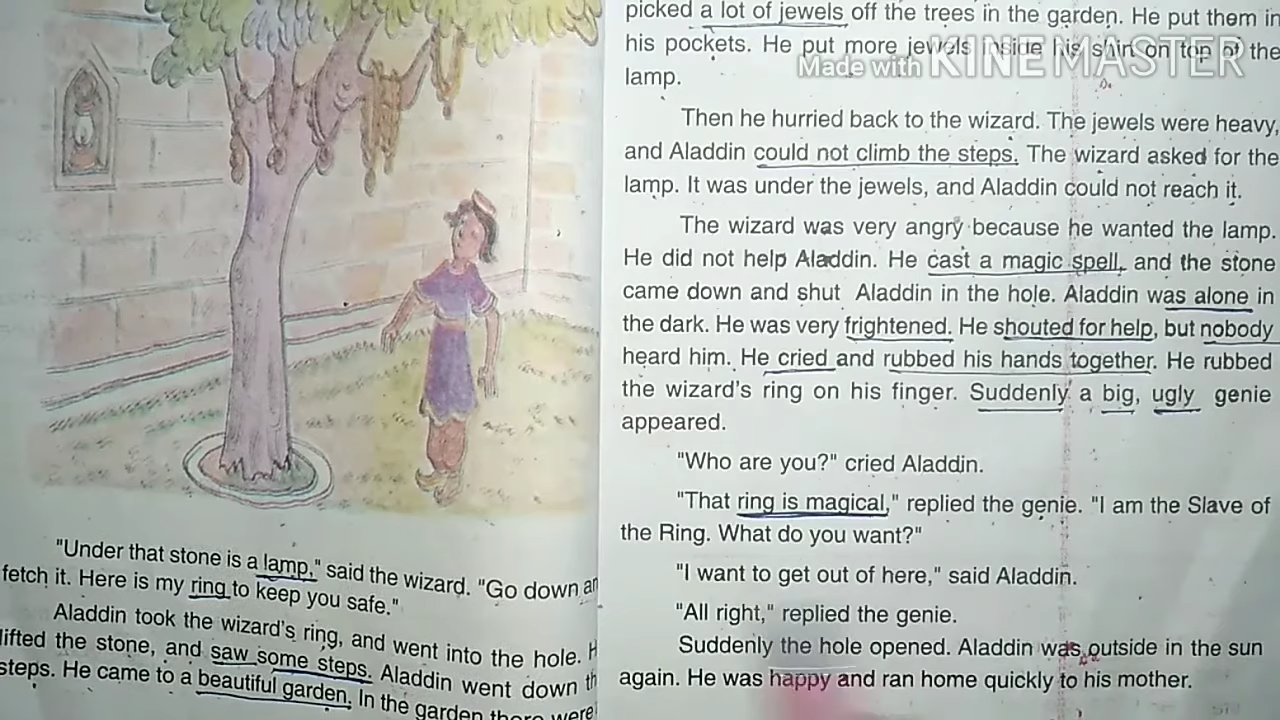 "Under that stone is a lamp," said the wizard. "Go down an
fetch it. Here is my ring to keep you safe."
Aladdin took the wizard's ring, and went into the hole. H
lifted the stone, and saw some steps. Aladdin went down th
steps. He came to a beautiful garden. In the garden there were
picked a lot of jewels off the trees in the garden. He put them in
his pockets. He put more jewels inside his shirt on top of the
lamp.
Made with KINEMASTER
Then he hurried back to the wizard. The jewels were heavy,
and Aladdin could not climb the steps. The wizard asked for the
lamp. It was under the jewels, and Aladdin could not reach it.
The wizard was very angry because he wanted the lamp.
He did not help Aladdin. He cast a magic spell, and the stone
came down and shut Aladdin in the hole. Aladdin was alone in
the dark. He was very frightened. He shouted for help, but nobody
heard him. He cried and rubbed his hands together. He rubbed
the wizard's ring on his finger. Suddenly a big, ugly genie
appeared.
"Who are you?" cried Aladdin.
"That ring is magical," replied the genie. "I am the Slave of
the Ring. What do you want?"
"I want to get out of here," said Aladdin.
"All right," replied the genie.
Suddenly the hole opened. Aladdin was outside in the sun
again. He was happy and ran home quickly to his mother.